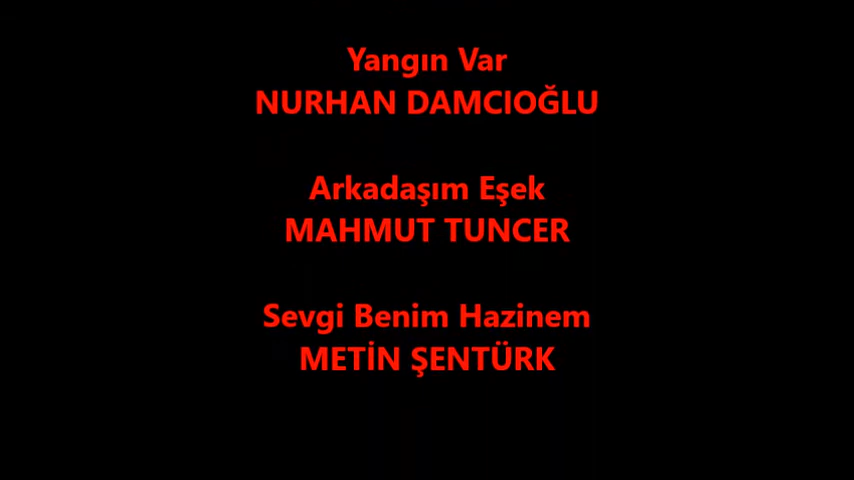 Yangın Var
NURHAN DAMCIOĞLU
Arkadaşım Eşek
MAHMUT TUNCER
Sevgi Benim Hazinem
METİN ŞENTÜRK